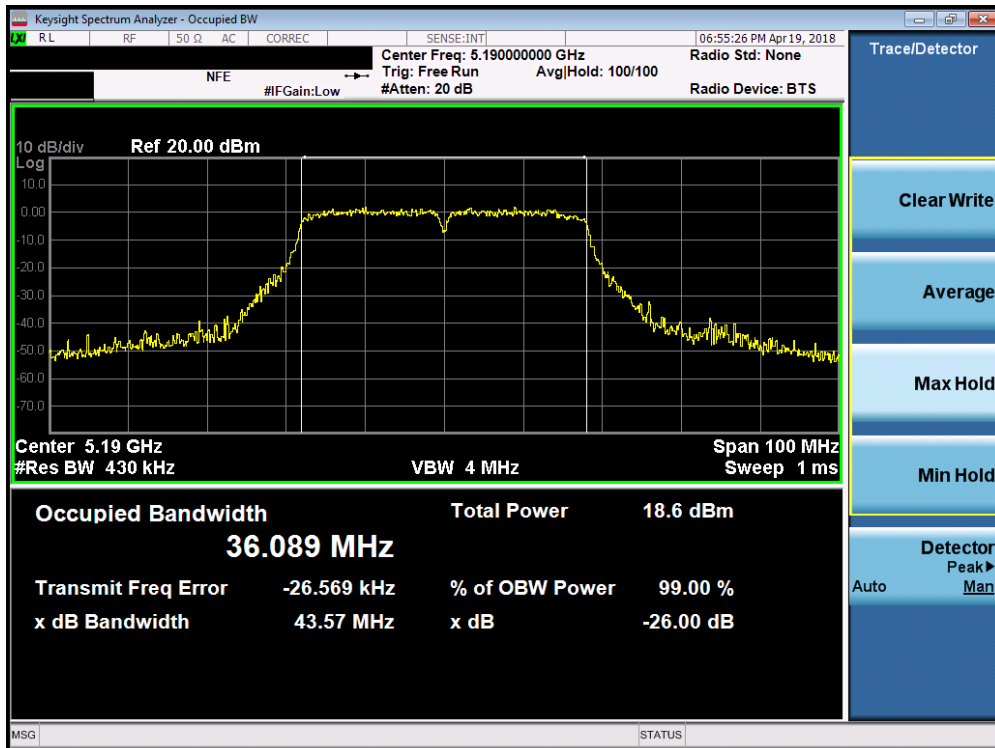 Keysight Spectrum Analyzer - Occupied BW
LXI RL RF 50 Ω AC CORREC SENSE:INT 06:55:26 PM Apr 19, 2018
Center Freq: 5.190000000 GHz Radio Std: None
NFE Trig: Free Run Avg|Hold: 100/100
#IFGain:Low #Atten: 20 dB Radio Device: BTS
10 dB/div Ref 20.00 dBm
Log
10.0
0.00
-10.0
-20.0
-30.0
-40.0
-50.0
-60.0
-70.0
Center 5.19 GHz Span 100 MHz
#Res BW 430 kHz VBW 4 MHz Sweep 1 ms
Occupied Bandwidth Total Power 18.6 dBm
36.089 MHz
Transmit Freq Error -26.569 kHz % of OBW Power 99.00 %
x dB Bandwidth 43.57 MHz x dB -26.00 dB
MSG STATUS
Trace/Detector
Clear Write
Average
Max Hold
Min Hold
Detector
Peak▶
Auto Man